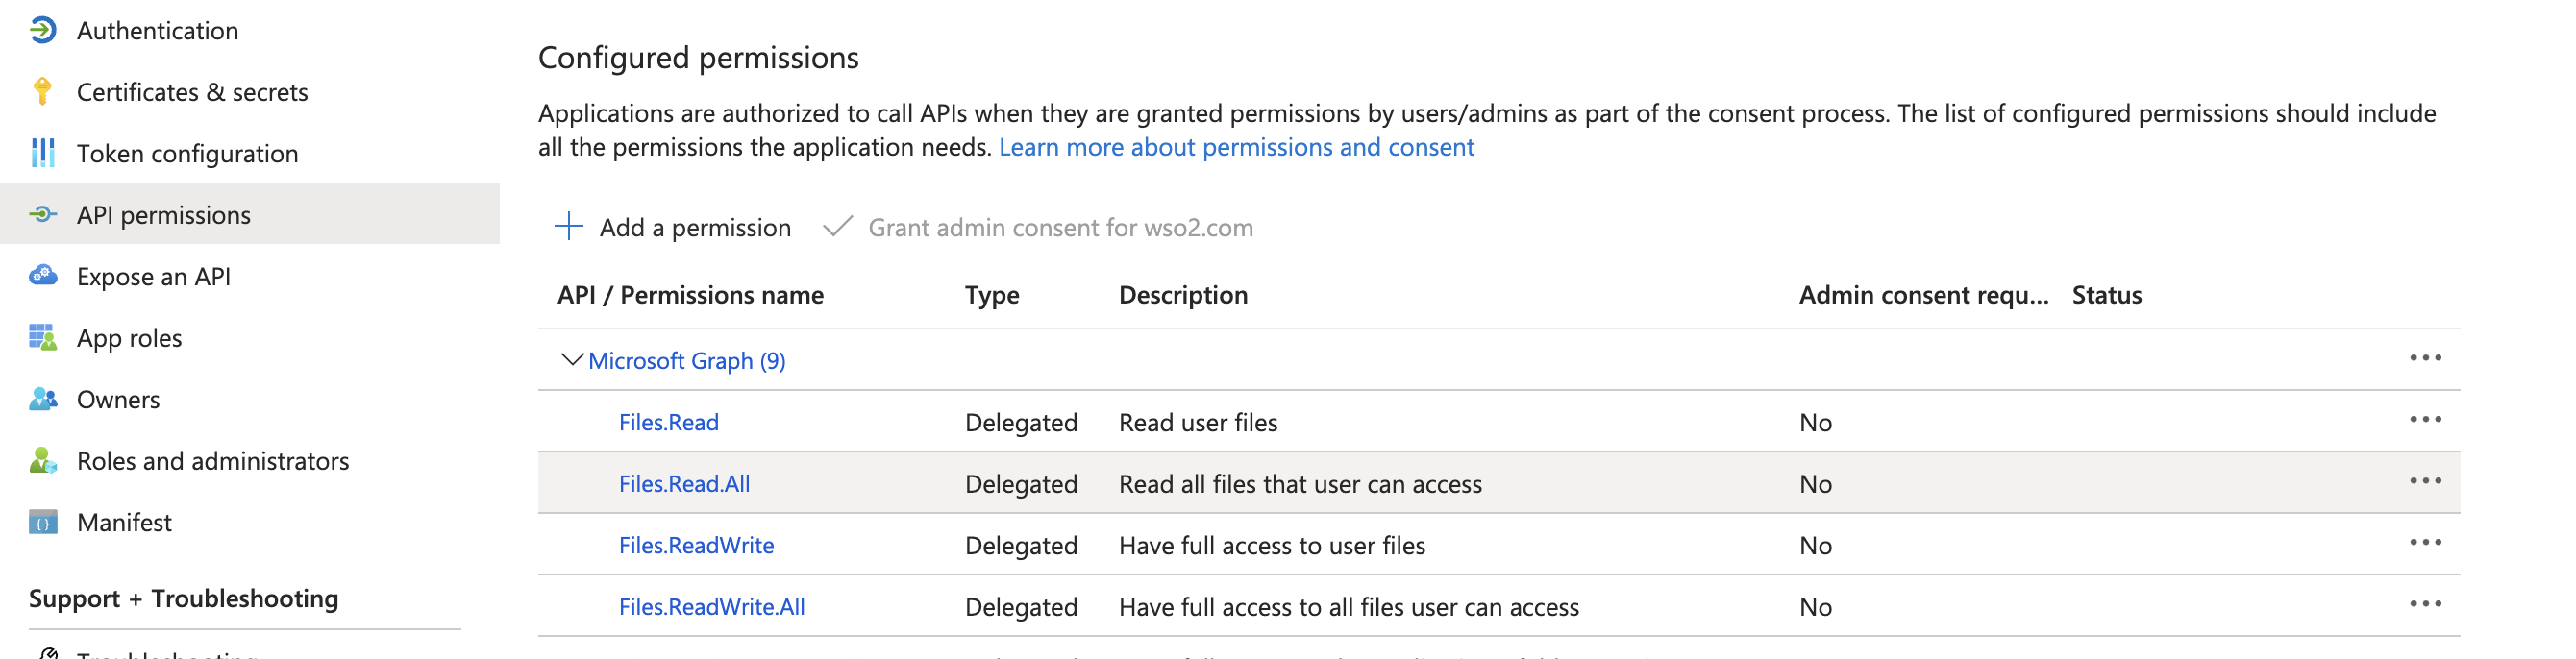 Authentication
Certificates & secrets
Token configuration
API permissions
Expose an API
App roles
Owners
Roles and administrators
Manifest
Support + Troubleshooting
Configured permissions
Applications are authorized to call APIs when they are granted permissions by users/admins as part of the consent process. The list of configured permissions should include
all the permissions the application needs. Learn more about permissions and consent
Add a permission Grant admin consent for wso2.com
API / Permissions name Type Description Admin consent requ... Status
Microsoft Graph (9)
Files.Read Delegated Read user files No
Files.Read.All Delegated Read all files that user can access No
Files.ReadWrite Delegated Have full access to user files No
Files.ReadWrite.All Delegated Have full access to all files user can access No